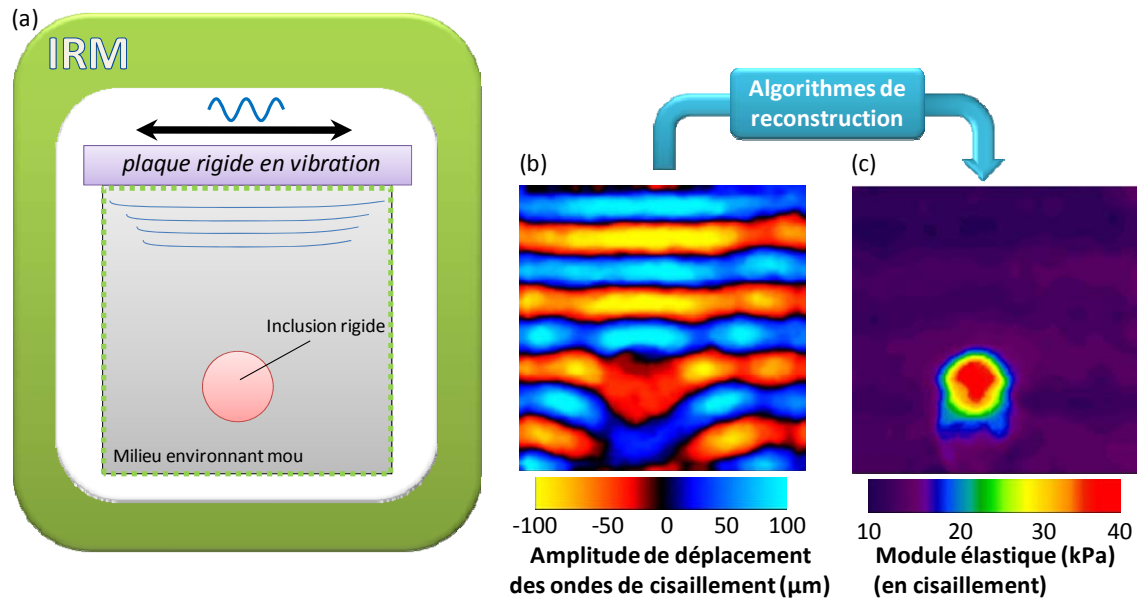 (a)
IRM
plaque rigide en vibration
Inclusion rigide
Milieu environnant mou
Algorithmes de
reconstruction
(b)
-100 -50 0 50 100
Amplitude de déplacement
des ondes de cisaillement (µm)
(c)
10 20 30 40
Module élastique (kPa)
(en cisaillement)